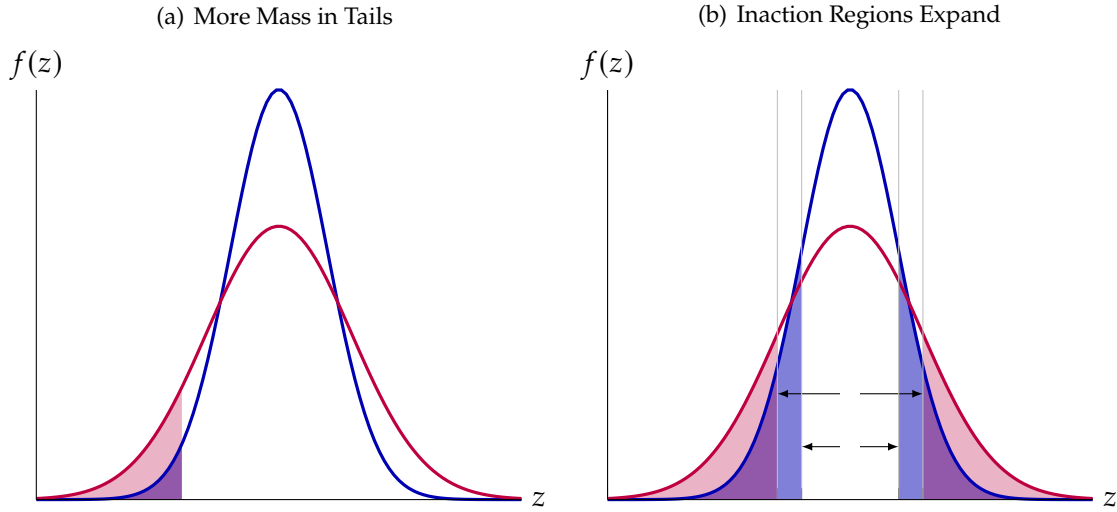 (a) More Mass in Tails
f(z)
z
(b) Inaction Regions Expand
f(z)
z